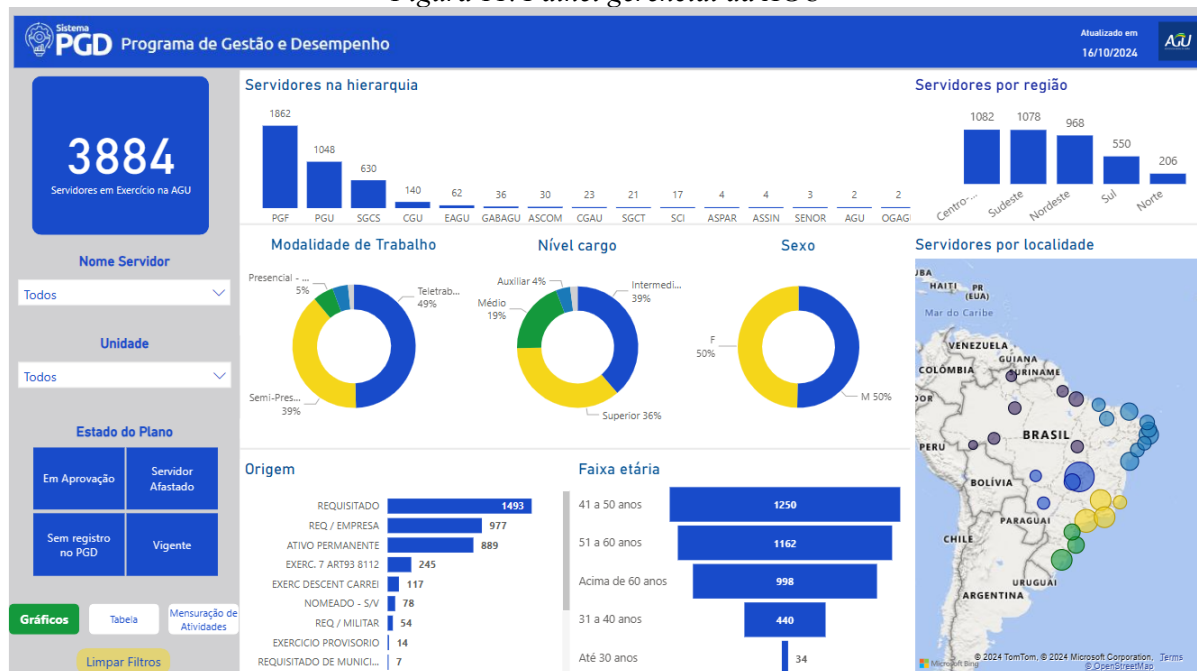 Figura 11: Painel gerencial da AGU
Sistema
PGD Programa de Gestão e Desempenho
Atualizado em
16/10/2024
AGU
3884
Servidores em Exercício na AGU
Nome Servidor
Todos
Unidade
Todos
Estado do Plano
Em Aprovação
Servidor
Afastado
Sem registro
no PGD
Vigente
Gráficos
Tabela
Mensuração de
Atividades
Limpar Filtros
Servidores na hierarquia
1862
1048
630
140
62
36
30
23
21
17
4
4
3
2
2
PGF PGU SGCS CGU EAGU GABAGU ASCOM CGAU SGCT SCI ASPAR ASSIN SENOR AGU OGAG
Servidores por região
1082
1078
968
550
206
Centro-...
Sudeste
Nordeste
Sul
Norte
Modalidade de Trabalho
Presencial - ...
5%
Teletrab...
49%
Semi-Pres...
39%
Nível cargo
Auxiliar 4%
Intermedi...
39%
Médio
19%
Superior 36%
Sexo
F
50%
M 50%
Servidores por localidade
UBA
HAITI
PR
(EUA)
Mar do Caribe
VENEZUELA
GUIANA
SURINAME
COLÔMBIA
DOR
BRASIL
PERU
BOLÍVIA
PARAGUAI
CHILE
URUGUAI
ARGENTINA
Microsoft Bing
© 2024 TomTom, © 2024 Microsoft Corporation, Terms
© OpenStreetMap
Origem
REQUISITADO 1493
REQ / EMPRESA 977
ATIVO PERMANENTE 889
EXERC. 7 ART93 8112 245
EXERC DESCENT CARREI 117
NOMEADO - S/V 78
REQ / MILITAR 54
EXERCICIO PROVISORIO 14
REQUISITADO DE MUNICI... 7
Faixa etária
41 a 50 anos 1250
51 a 60 anos 1162
Acima de 60 anos 998
31 a 40 anos 440
Até 30 anos 34